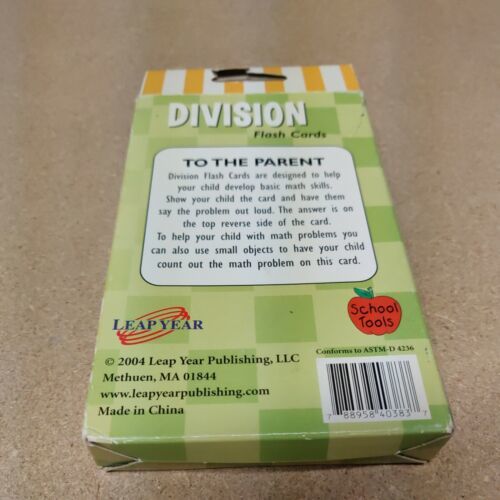 DIVISION
Flash Cards
TO THE PARENT
Division Flash Cards are designed to help
your child develop basic math skills.
Show your child the card and have them
say the problem out loud. The answer is on
the top reverse side of the card.
To help your child with math problems you
can also use small objects to have your child
count out the math problem on this card.
LEAP YEAR
School
Tools
© 2004 Leap Year Publishing, LLC
Methuen, MA 01844
www.leapyearpublishing.com
Made in China
Conforms to ASTM-D 4236
7 88958 40383 7